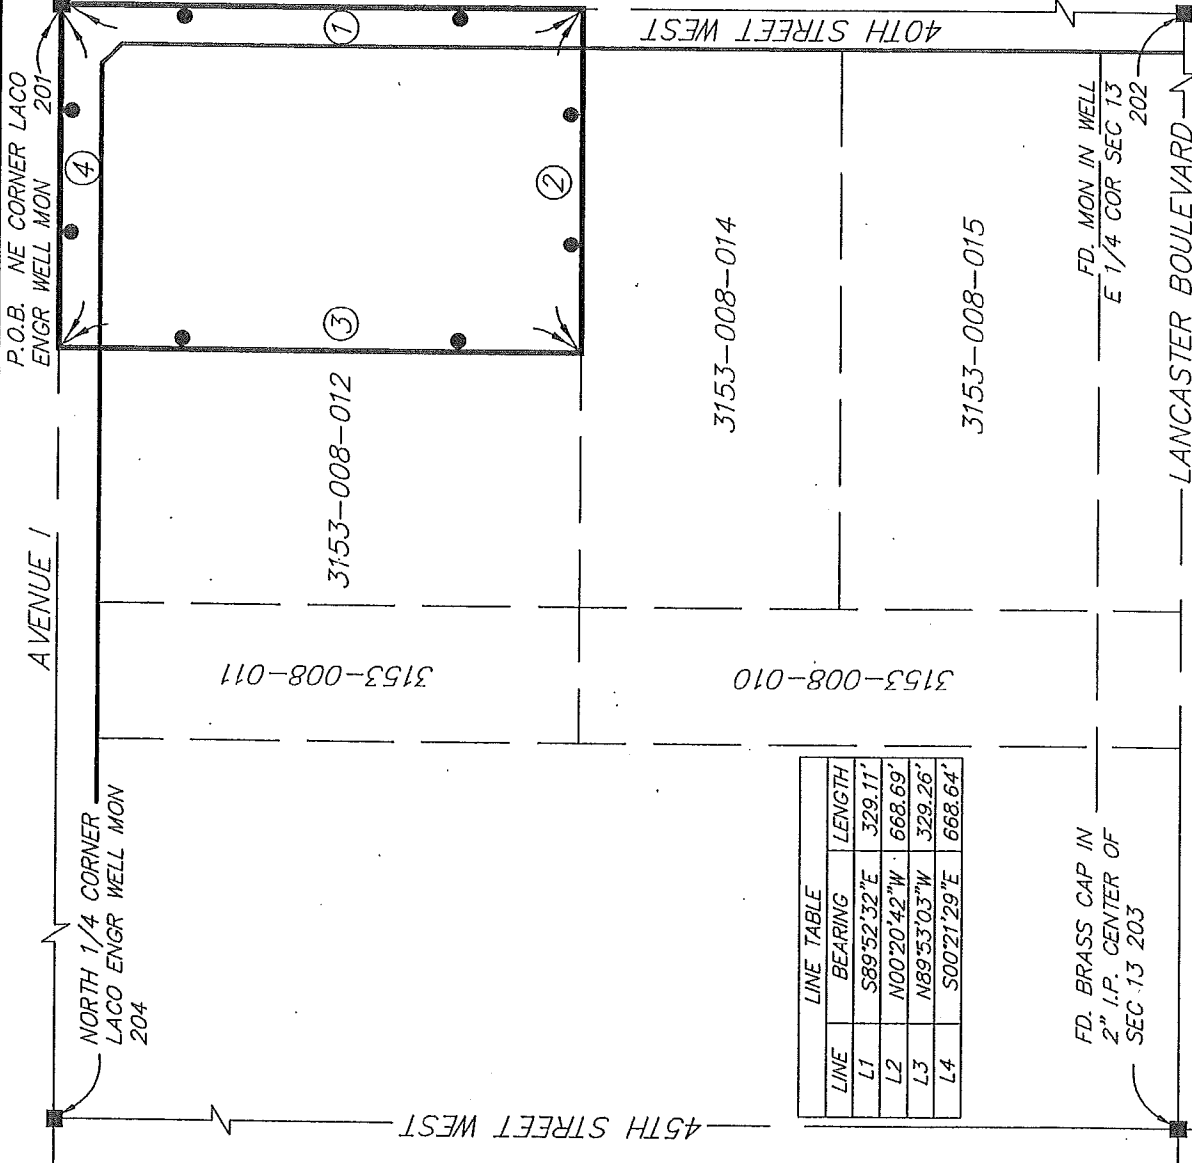 P.O.B. NE CORNER LACO
ENGR WELL MON 201
AVENUE I
NORTH 1/4 CORNER
LACO ENGR WELL MON
204
1
2
3
4
40TH STREET WEST
3153-008-012
3153-008-011
3153-008-014
3153-008-015
3153-008-010
FD. MON IN WELL
E 1/4 COR SEC 13
202
LANCASTER BOULEVARD
45TH STREET WEST
FD. BRASS CAP IN
2" I.P. CENTER OF
SEC 13 203
LINE TABLE
LINE BEARING LENGTH
L1 S89°52'32"E 329.11'
L2 N00°20'42"W 668.69'
L3 N89°53'03"W 329.26'
L4 S00°21'29"E 668.64'